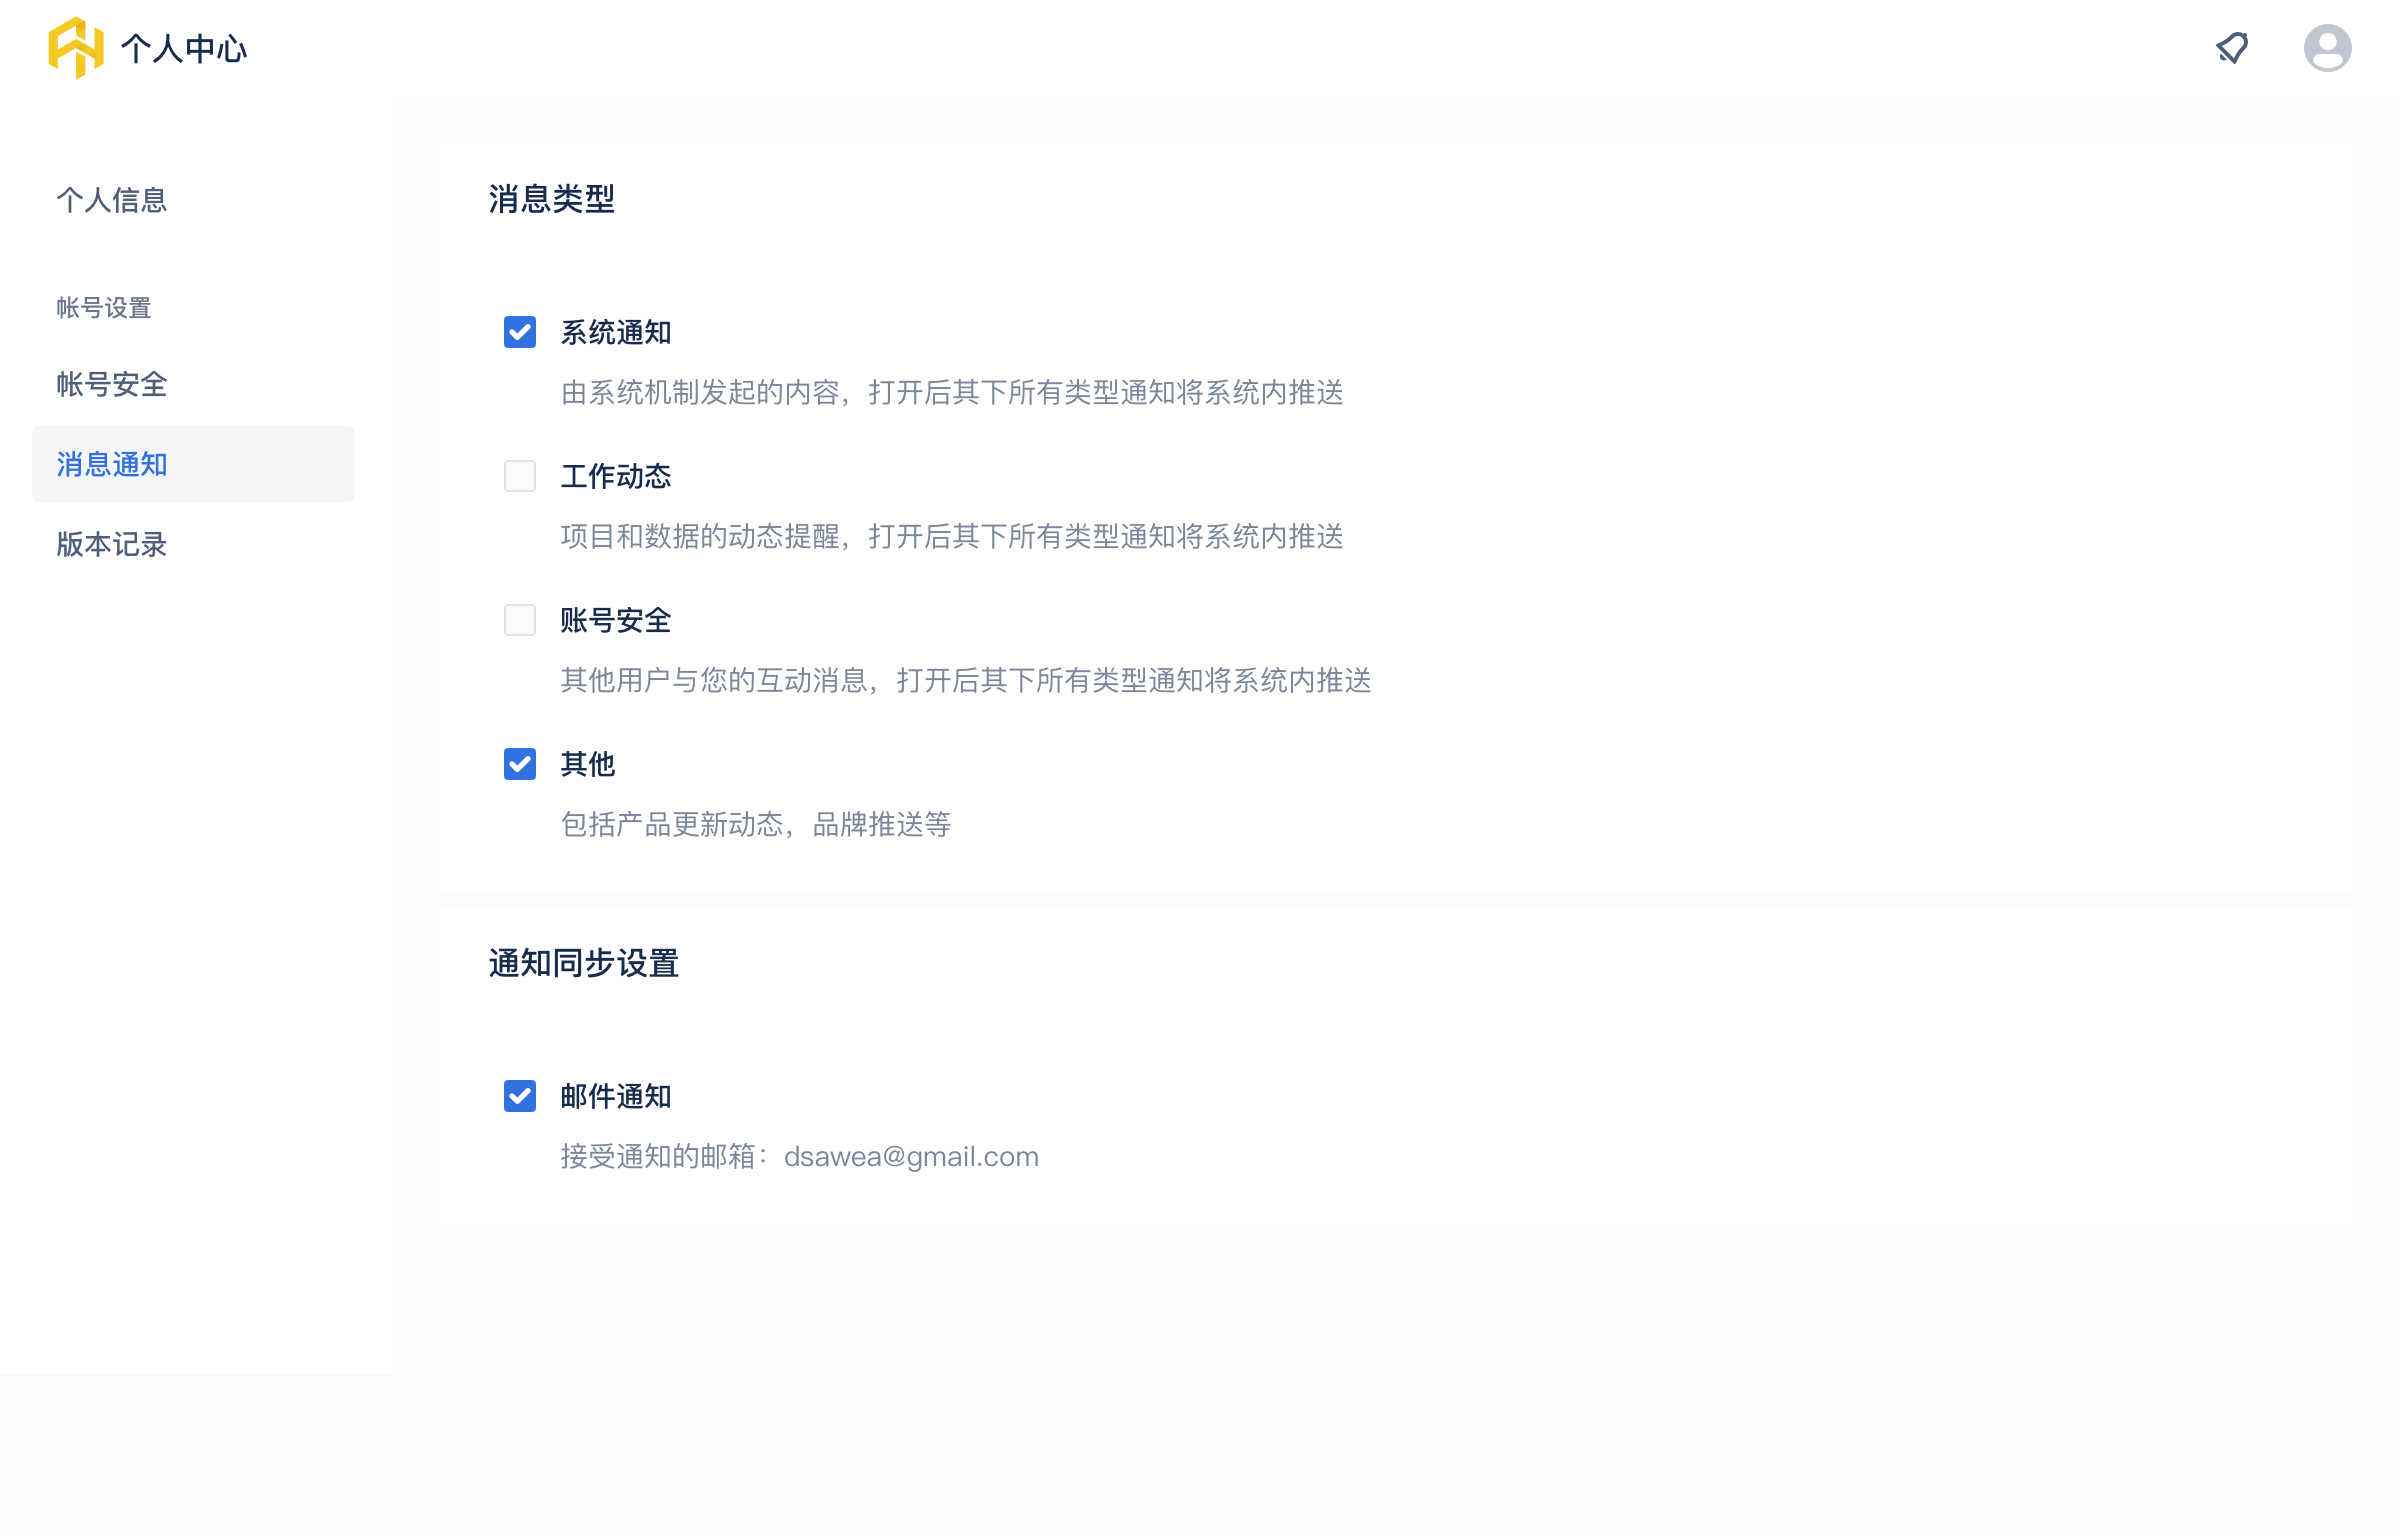 个人中心
个人信息
帐号设置
帐号安全
消息通知
版本记录
消息类型
系统通知
由系统机制发起的内容，打开后其下所有类型通知将系统内推送
工作动态
项目和数据的动态提醒，打开后其下所有类型通知将系统内推送
账号安全
其他用户与您的互动消息，打开后其下所有类型通知将系统内推送
其他
包括产品更新动态，品牌推送等
通知同步设置
邮件通知
接受通知的邮箱：dsawea@gmail.com